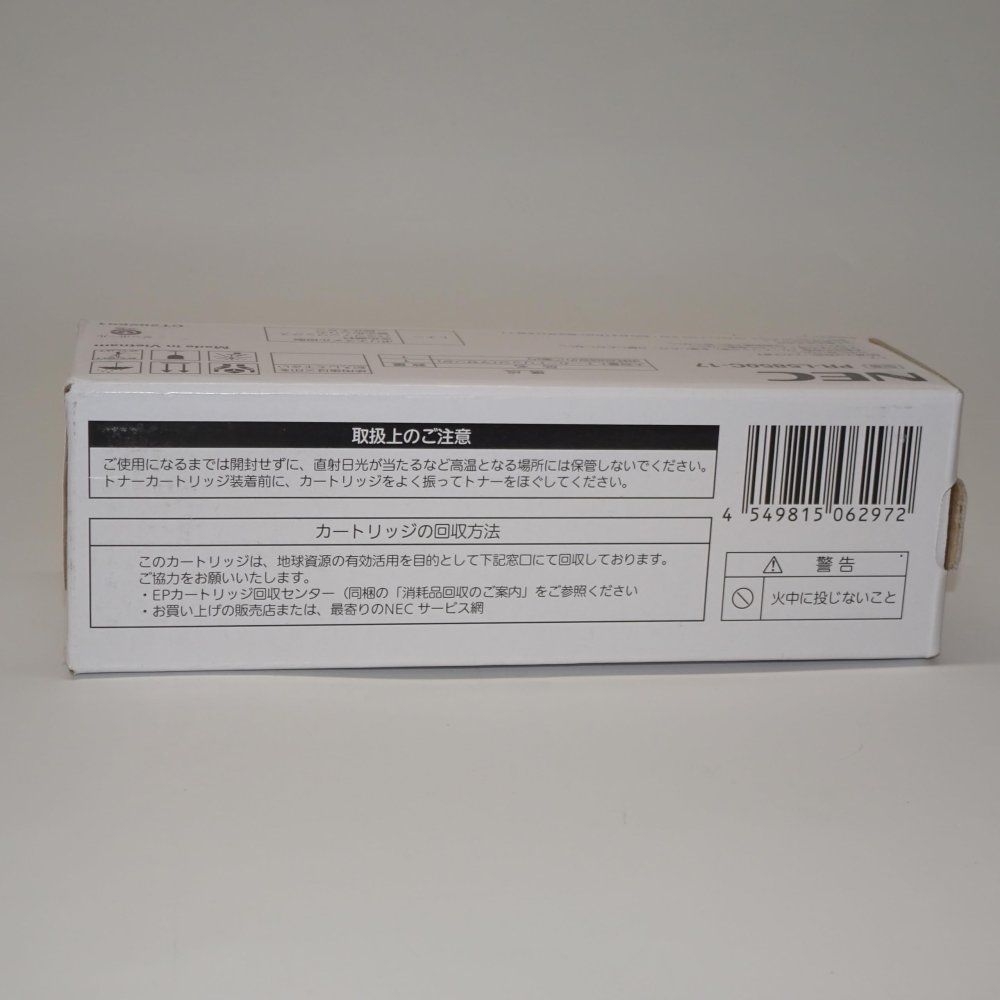 NEC
PR-L5850C-17
Made in Vietnam
取扱上のご注意
ご使用になるまでは開封せずに、直射日光が当たるなど高温となる場所には保管しないでください。
トナーカートリッジ装着前に、カートリッジをよく振ってトナーをほぐしてください。
4 549815 062972
カートリッジの回収方法
このカートリッジは、地球資源の有効活用を目的として下記窓口にて回収しております。
ご協力をお願いいたします。
・EPカートリッジ回収センター（同梱の「消耗品回収のご案内」をご参照ください
・お買い上げの販売店または、最寄りのNEC サービス網
警告
火中に投じないこと